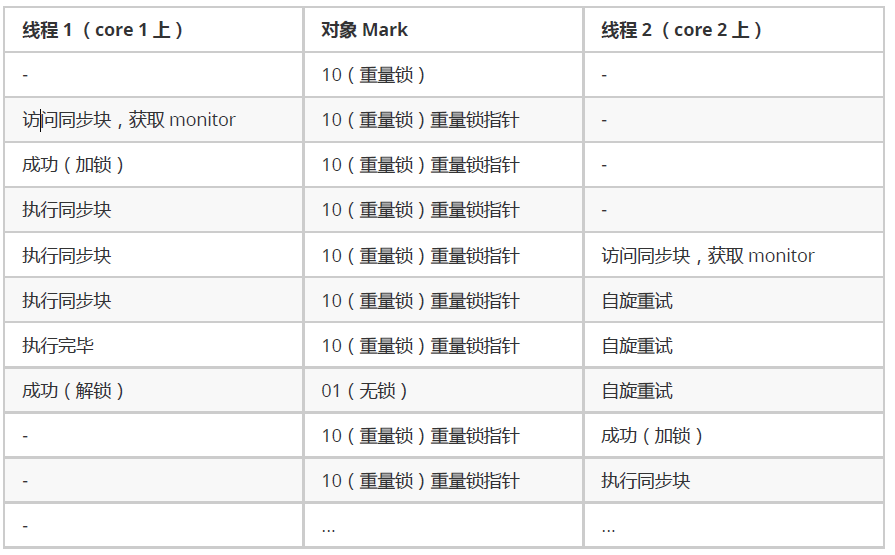 线程 1（core 1 上） 对象 Mark 线程 2（core 2 上）
- 10（重量锁） -
访问同步块，获取 monitor 10（重量锁）重量锁指针 -
成功（加锁） 10（重量锁）重量锁指针 -
执行同步块 10（重量锁）重量锁指针 -
执行同步块 10（重量锁）重量锁指针 访问同步块，获取 monitor
执行同步块 10（重量锁）重量锁指针 自旋重试
执行完毕 10（重量锁）重量锁指针 自旋重试
成功（解锁） 01（无锁） 自旋重试
- 10（重量锁）重量锁指针 成功（加锁）
- 10（重量锁）重量锁指针 执行同步块
- ... ...